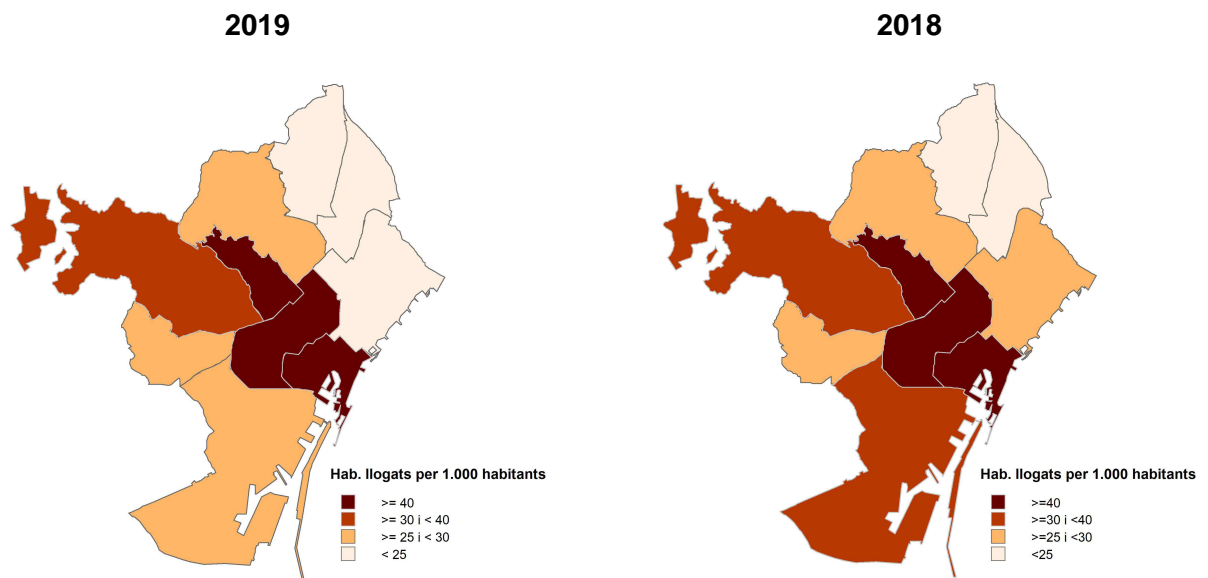 2019
2018
Hab. llogats per 1.000 habitants
>= 40
>= 30 i < 40
>= 25 i < 30
< 25
Hab. llogats per 1.000 habitants
>=40
>=30 i <40
>=25 i <30
<25